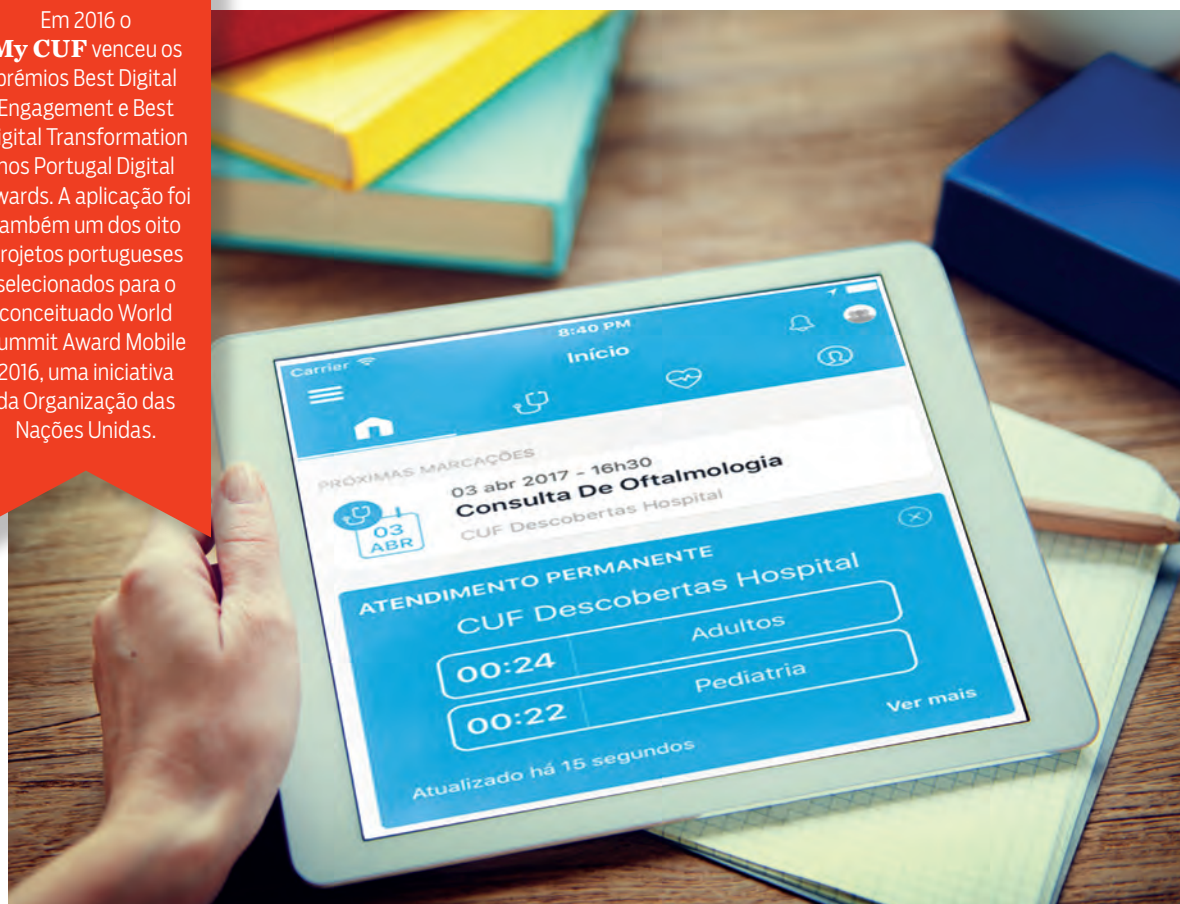 Em 2016 o
My CUF venceu os
prémios Best Digital
Engagement e Best
igital Transformation
nos Portugal Digital
wards. A aplicação foi
ambém um dos oito
rojetos portugueses
selecionados para o
conceituado World
ummit Award Mobile
2016, uma iniciativa
da Organização das
Nações Unidas.
Carrier 8:40 PM
Início
PRÓXIMAS MARCAÇÕES
03 ABR
03 abr 2017 - 16h30
Consulta De Oftalmologia
CUF Descobertas Hospital
ATENDIMENTO PERMANENTE
CUF Descobertas Hospital
00:24 Adultos
00:22 Pediatria
Ver mais
Atualizado há 15 segundos